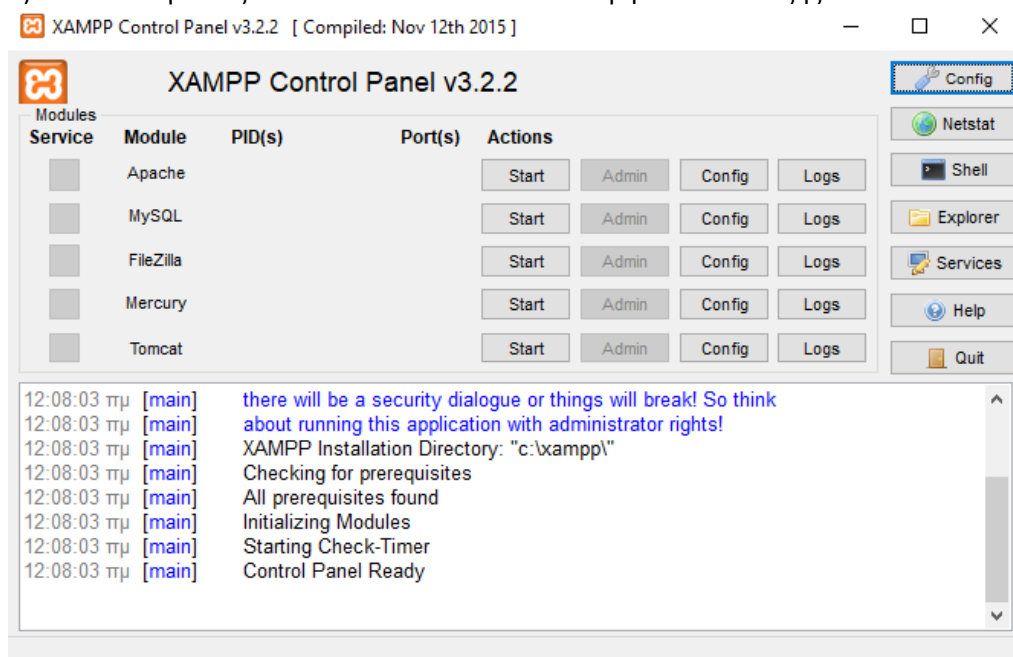 XAMPP Control Panel v3.2.2 [ Compiled: Nov 12th 2015 ]
XAMPP Control Panel v3.2.2
Config
Modules
Netstat
Service Module PID(s) Port(s) Actions
Apache Start Admin Config Logs
Shell
MySQL Start Admin Config Logs
Explorer
FileZilla Start Admin Config Logs
Services
Mercury Start Admin Config Logs
Help
Tomcat Start Admin Config Logs
Quit
12:08:03 πμ [main] there will be a security dialogue or things will break! So think
12:08:03 πμ [main] about running this application with administrator rights!
12:08:03 πμ [main] XAMPP Installation Directory: "c:\xampp\"
12:08:03 πμ [main] Checking for prerequisites
12:08:03 πμ [main] All prerequisites found
12:08:03 πμ [main] Initializing Modules
12:08:03 πμ [main] Starting Check-Timer
12:08:03 πμ [main] Control Panel Ready